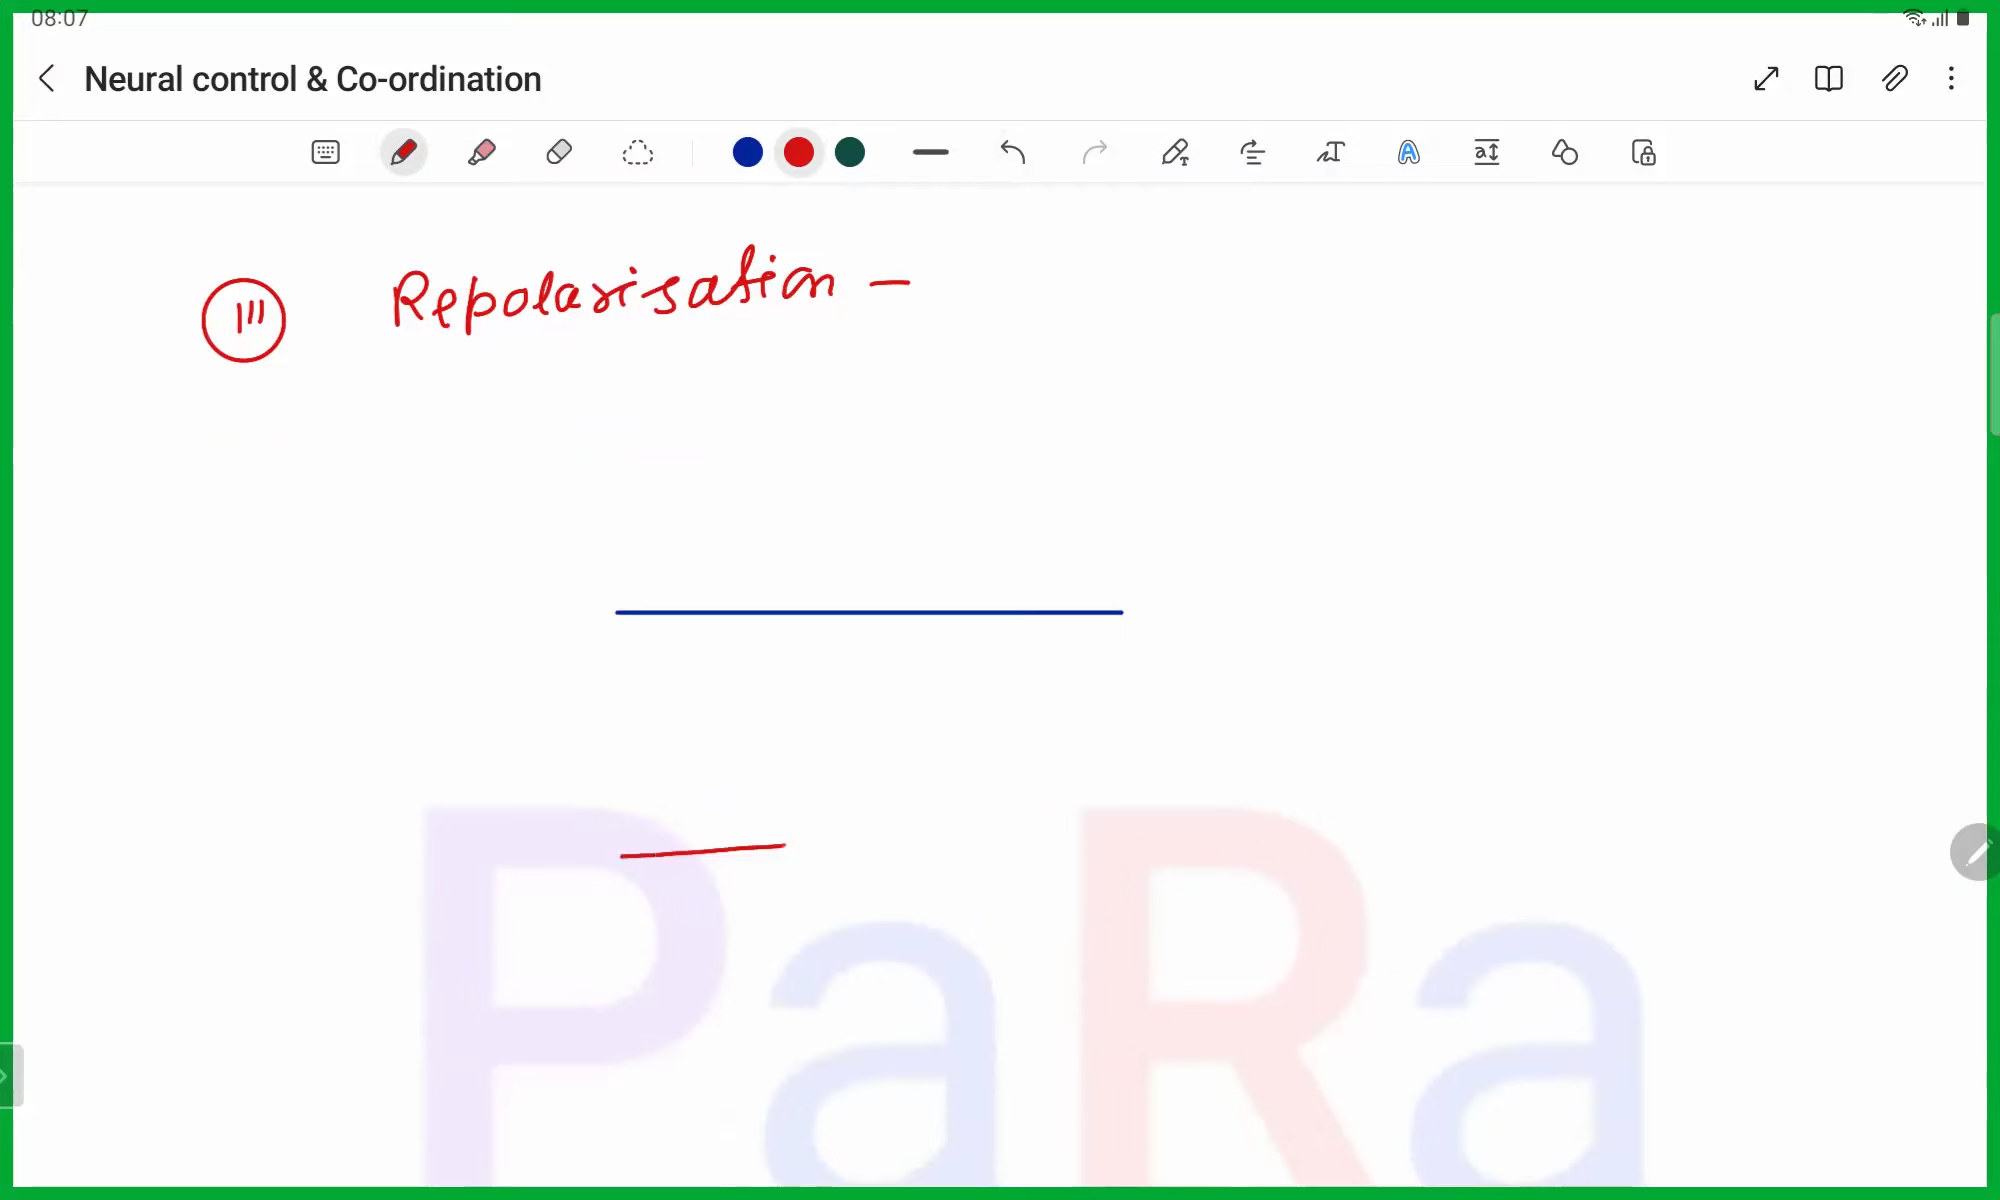 08:07
Neural control & Co-ordination
III Repolarisation –
PaRa